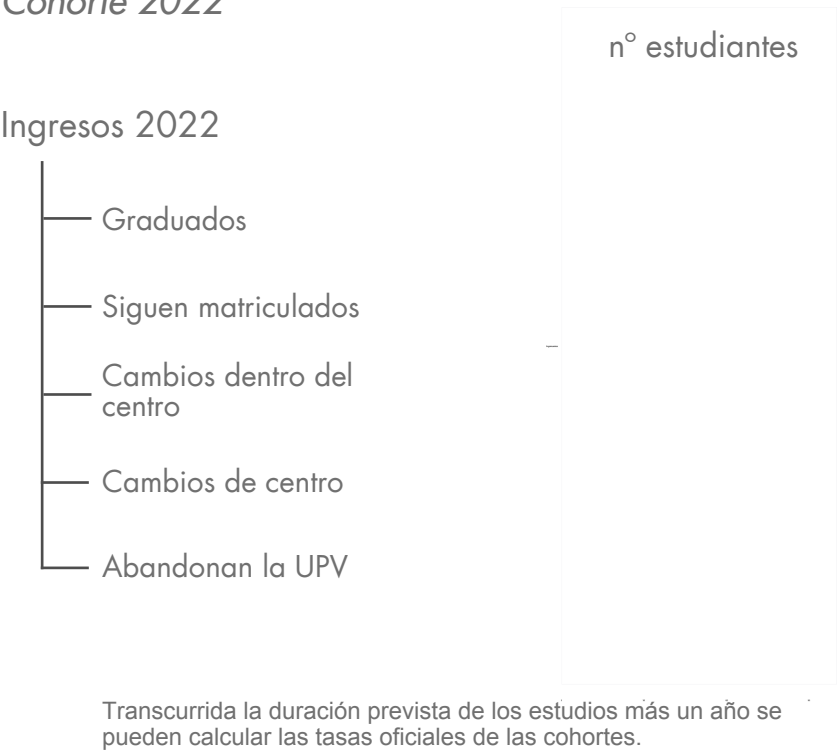 Cohorte 2022
nº estudiantes
Ingresos 2022
Graduados
Siguen matriculados
Cambios dentro del
centro
Cambios de centro
Abandonan la UPV
Transcurrida la duración prevista de los estudios más un año se
pueden calcular las tasas oficiales de las cohortes.